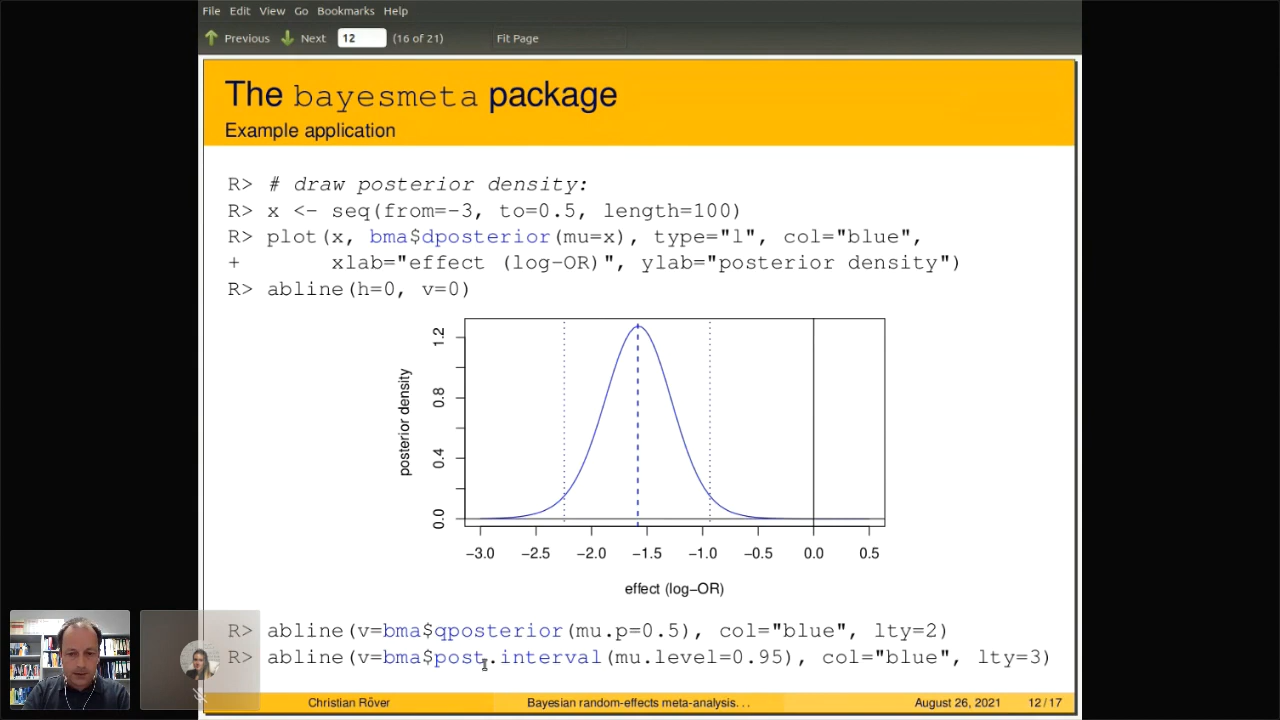 File Edit View Go Bookmarks Help
Previous Next 12 (16 of 21) Fit Page
The bayesmeta package
Example application
R> # draw posterior density:
R> x <- seq(from=-3, to=0.5, length=100)
R> plot(x, bma$dposterior(mu=x), type="l", col="blue",
+ xlab="effect (log-OR)", ylab="posterior density")
R> abline(h=0, v=0)
posterior density
1.2
0.8
0.4
0.0
−3.0 −2.5 −2.0 −1.5 −1.0 −0.5 0.0 0.5
effect (log−OR)
R> abline(v=bma$qposterior(mu.p=0.5), col="blue", lty=2)
R> abline(v=bma$post.interval(mu.level=0.95), col="blue", lty=3)
Christian Röver Bayesian random-effects meta-analysis. . . August 26, 2021 12 / 17